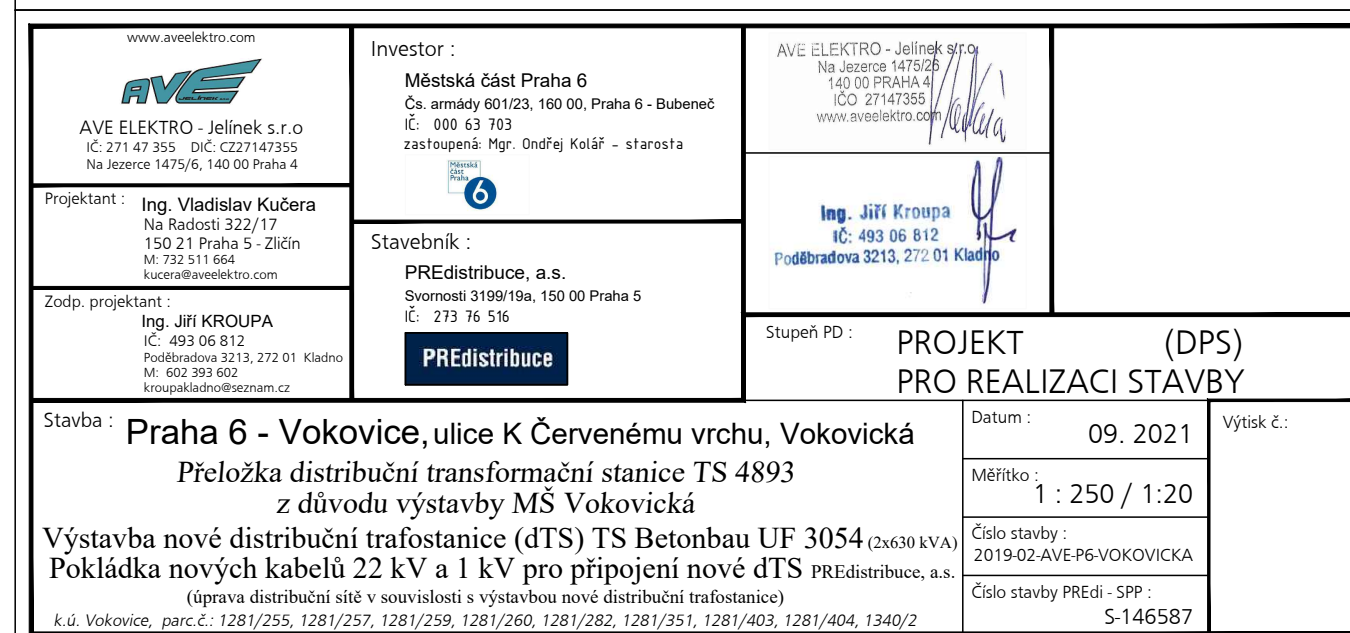 www.aveelektro.com
AVE
JELÍNEK s.r.o.
AVE ELEKTRO - Jelínek s.r.o
IČ: 271 47 355 DIČ: CZ27147355
Na Jezerce 1475/6, 140 00 Praha 4
Projektant :
Ing. Vladislav Kučera
Na Radosti 322/17
150 21 Praha 5 - Zličín
M: 732 511 664
kucera@aveelektro.com
Zodp. projektant :
Ing. Jiří KROUPA
IČ: 493 06 812
Poděbradova 3213, 272 01 Kladno
M: 602 393 602
kroupakladno@seznam.cz
Investor :
Městská část Praha 6
Čs. armády 601/23, 160 00, Praha 6 - Bubeneč
IČ: 000 63 703
zastoupená: Mgr. Ondřej Kolář - starosta
Městská
část
Praha
6
Stavebník :
PREdistribuce, a.s.
Svornosti 3199/19a, 150 00 Praha 5
IČ: 273 76 516
PREdistribuce
AVE ELEKTRO - Jelínek s.r.o.
Na Jezerce 1475/26
140 00 PRAHA 4
IČO 27147355
www.aveelektro.com
Ing. Jiří Kroupa
IČ: 493 06 812
Poděbradova 3213, 272 01 Kladno
Stupeň PD :
PROJEKT (DPS)
PRO REALIZACI STAVBY
Stavba :
Praha 6 - Vokovice, ulice K Červenému vrchu, Vokovická
Přeložka distribuční transformační stanice TS 4893
z důvodu výstavby MŠ Vokovická
Výstavba nové distribuční trafostanice (dTS) TS Betonbau UF 3054 (2x630 kVA)
Pokládka nových kabelů 22 kV a 1 kV pro připojení nové dTS PREdistribuce, a.s.
(úprava distribuční sítě v souvislosti s výstavbou nové distribuční trafostanice)
k.ú. Vokovice, parc.č.: 1281/255, 1281/257, 1281/259, 1281/260, 1281/282, 1281/351, 1281/403, 1281/404, 1340/2
Datum :
09. 2021
Měřítko :
1 : 250 / 1:20
Číslo stavby :
2019-02-AVE-P6-VOKOVICKA
Číslo stavby PREdi - SPP :
S-146587
Výtisk č.: